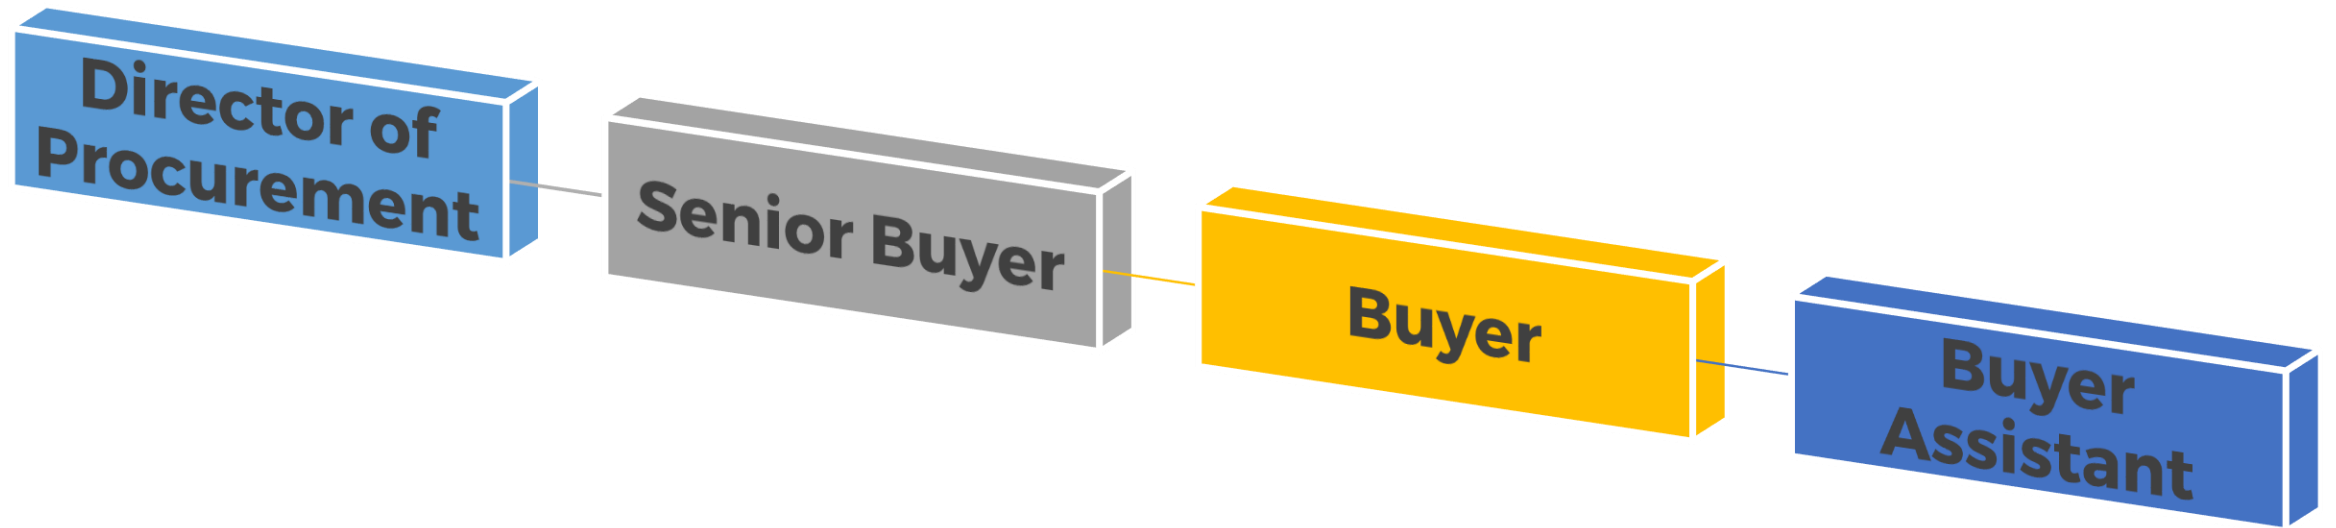 Director of
Procurement
Senior Buyer
Buyer
Buyer
Assistant